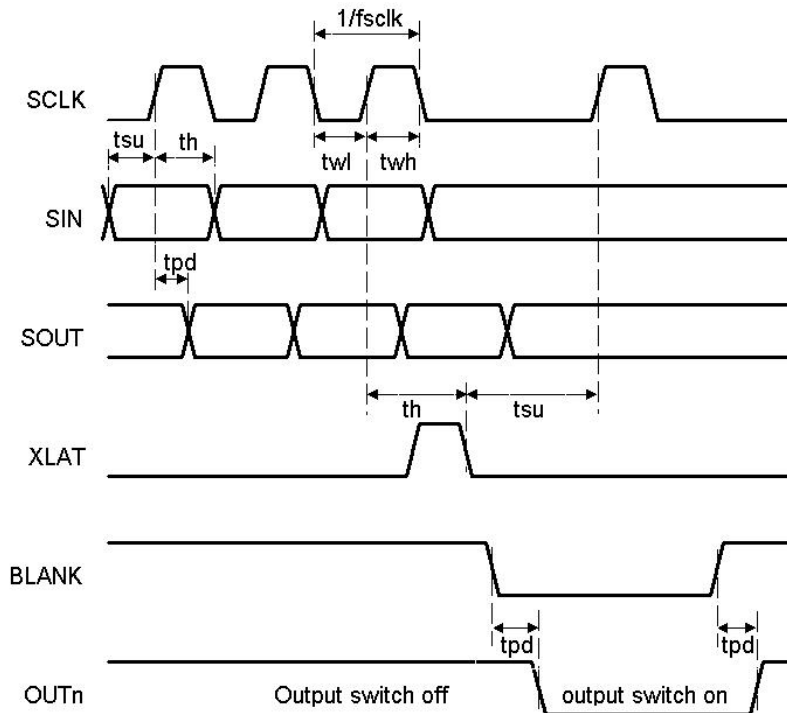 1/fsclk
SCLK
tsu th
twl twh
SIN
tpd
SOUT
th tsu
XLAT
BLANK
tpd tpd
OUTn Output switch off output switch on